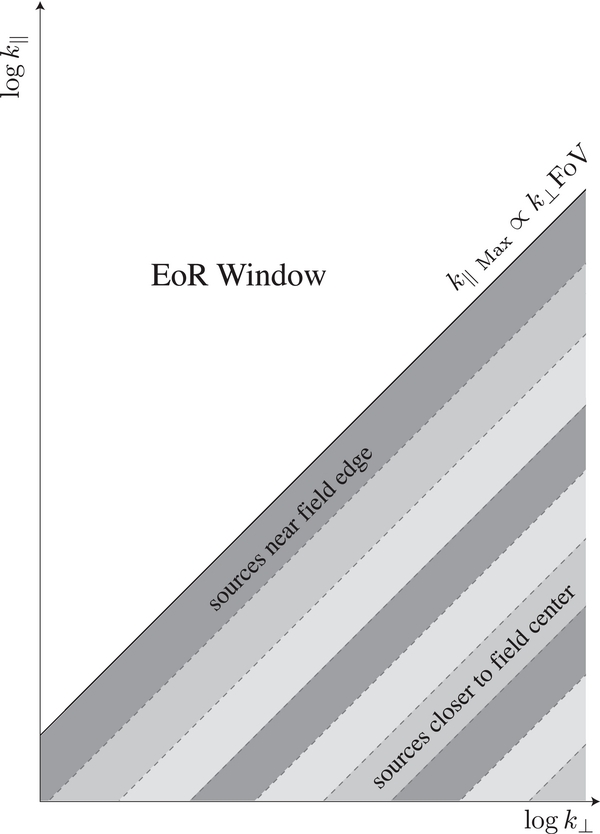 log k∥
k∥ Max ∝ k⊥FoV
EoR Window
sources near field edge
sources closer to field center
log k⊥